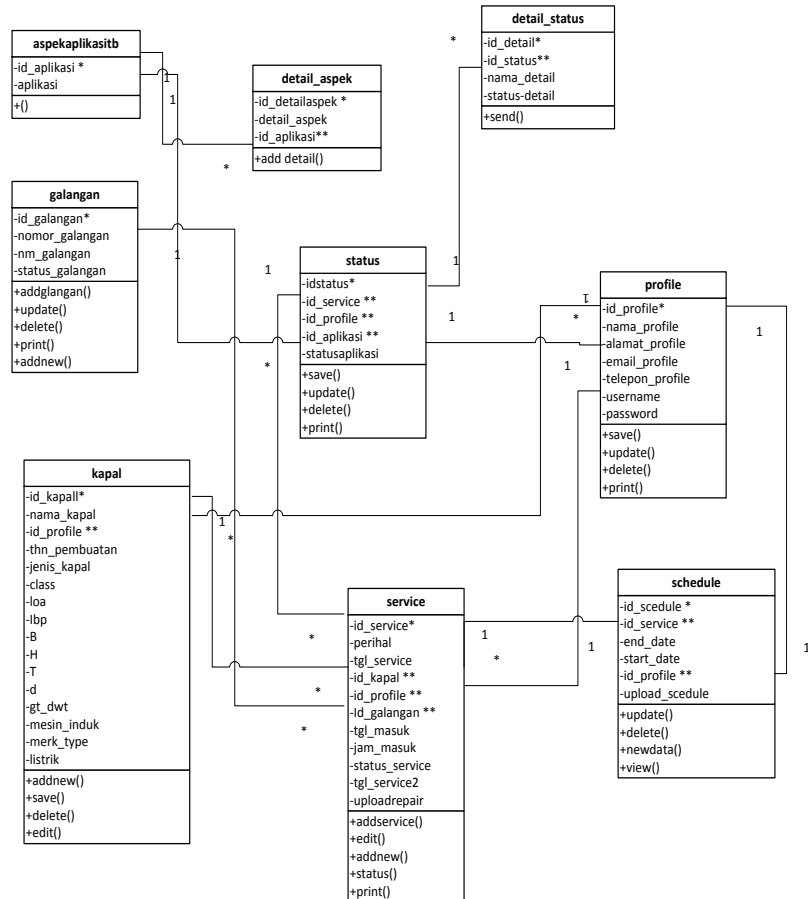 aspekaplikasitb
-id_aplikasi *
-aplikasi
+()
detail_aspek
-id_detailaspek *
-detail_aspek
-id_aplikasi**
+add detail()
detail_status
-id_detail*
-id_status**
-nama_detail
-status-detail
+send()
galangan
-id_galangan*
-nomor_galangan
-nm_galangan
-status_galangan
+addglangan()
+update()
+delete()
+print()
+addnew()
status
-idstatus*
-id_service **
-id_profile **
-id_aplikasi **
-statusaplikasi
+save()
+update()
+delete()
+print()
profile
-id_profile*
-nama_profile
-alamat_profile
-email_profile
-telepon_profile
-username
-password
+save()
+update()
+delete()
+print()
kapal
-id_kapall*
-nama_kapal
-id_profile **
-thn_pembuatan
-jenis_kapal
-class
-loa
-lbp
-B
-H
-T
-d
-gt_dwt
-mesin_induk
-merk_type
-listrik
+addnew()
+save()
+delete()
+edit()
service
-id_service*
-perihal
-tgl_service
-id_kapal **
-id_profile **
-Id_galangan **
-tgl_masuk
-jam_masuk
-status_service
-tgl_service2
-uploadrepair
+addservice()
+edit()
+addnew()
+status()
+print()
schedule
-id_scedule *
-id_service **
-end_date
-start_date
-id_profile **
-upload_scedule
+update()
+delete()
+newdata()
+view()
*
1
1
*
1
1
1
1
1
*
1
*
1
1
*
*
1
*
*
1
1
*
*